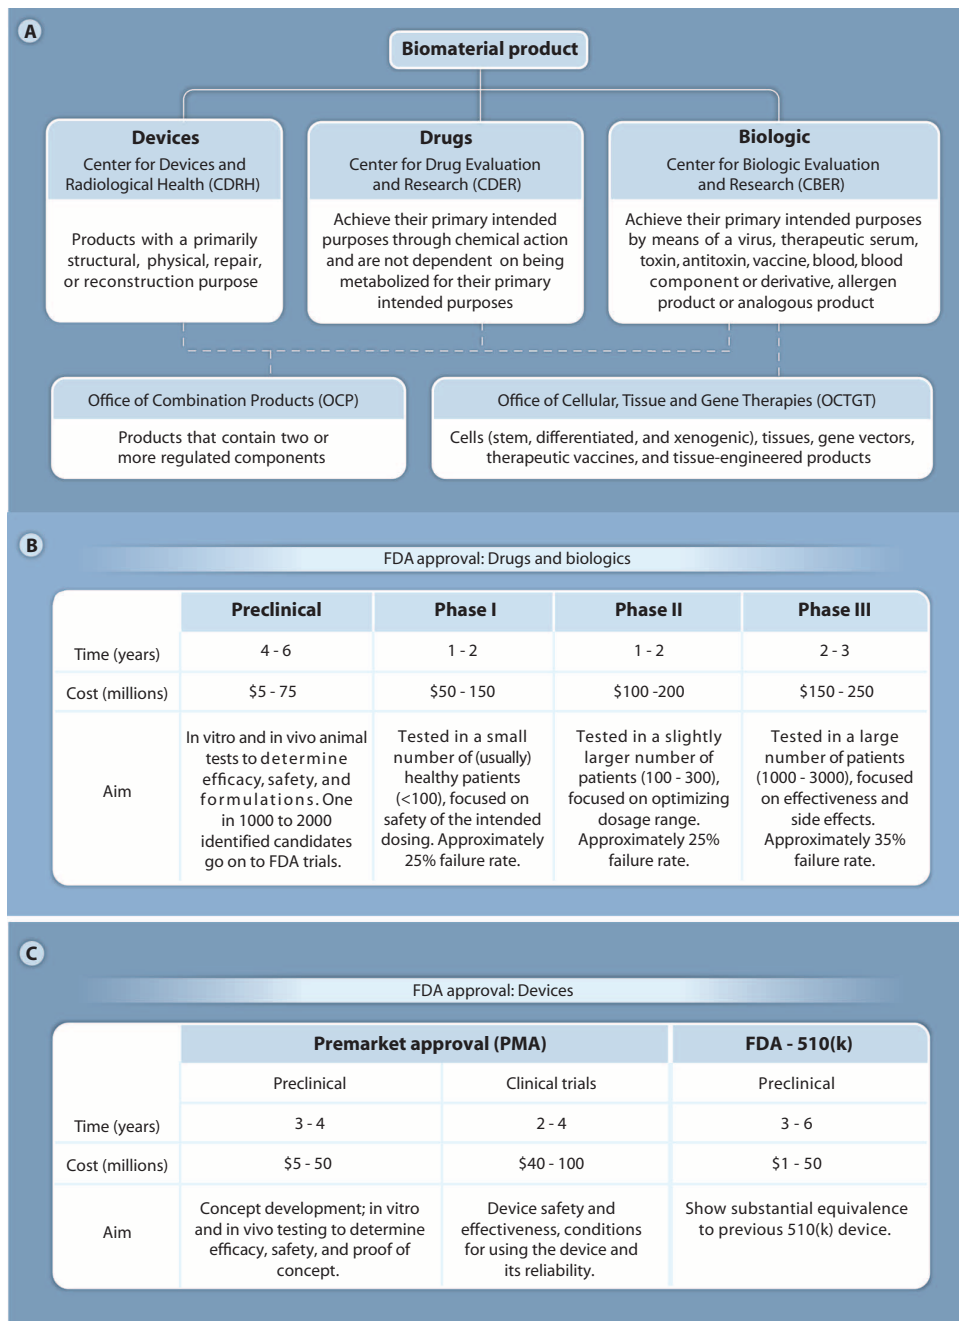 A
Biomaterial product
Devices
Center for Devices and
Radiological Health (CDRH)
Products with a primarily
structural, physical, repair,
or reconstruction purpose
Drugs
Center for Drug Evaluation
and Research (CDER)
Achieve their primary intended
purposes through chemical action
and are not dependent on being
metabolized for their primary
intended purposes
Biologic
Center for Biologic Evaluation
and Research (CBER)
Achieve their primary intended purposes
by means of a virus, therapeutic serum,
toxin, antitoxin, vaccine, blood, blood
component or derivative, allergen
product or analogous product
Office of Combination Products (OCP)
Products that contain two or
more regulated components
Office of Cellular, Tissue and Gene Therapies (OCTGT)
Cells (stem, differentiated, and xenogenic), tissues, gene vectors,
therapeutic vaccines, and tissue-engineered products
B
FDA approval: Drugs and biologics
Preclinical Phase I Phase II Phase III
Time (years) 4 - 6 1 - 2 1 - 2 2 - 3
Cost (millions) $5 - 75 $50 - 150 $100 -200 $150 - 250
Aim
In vitro and in vivo animal
tests to determine
efficacy, safety, and
formulations. One
in 1000 to 2000
identified candidates
go on to FDA trials.
Tested in a small
number of (usually)
healthy patients
(<100), focused on
safety of the intended
dosing. Approximately
25% failure rate.
Tested in a slightly
larger number of
patients (100 - 300),
focused on optimizing
dosage range.
Approximately 25%
failure rate.
Tested in a large
number of patients
(1000 - 3000), focused
on effectiveness and
side effects.
Approximately 35%
failure rate.
C
FDA approval: Devices
Premarket approval (PMA) FDA - 510(k)
Preclinical Clinical trials Preclinical
Time (years) 3 - 4 2 - 4 3 - 6
Cost (millions) $5 - 50 $40 - 100 $1 - 50
Aim
Concept development; in vitro
and in vivo testing to determine
efficacy, safety, and proof of
concept.
Device safety and
effectiveness, conditions
for using the device and
its reliability.
Show substantial equivalence
to previous 510(k) device.